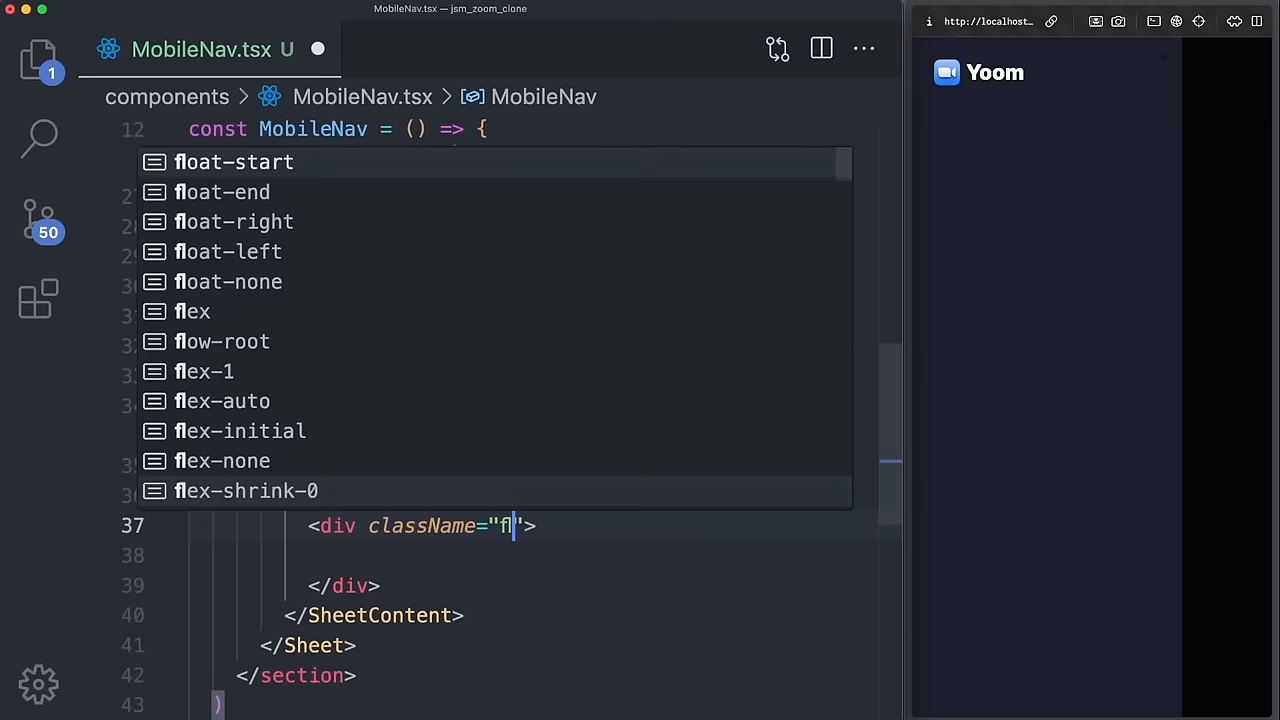 MobileNav.tsx — jsm_zoom_clone
MobileNav.tsx U
components > MobileNav.tsx > MobileNav
12 const MobileNav = () => {
float-start
float-end
float-right
float-left
float-none
flex
flow-root
flex-1
flex-auto
flex-initial
flex-none
flex-shrink-0
37 <div className="fl">
38
39 </div>
40 </SheetContent>
41 </Sheet>
42 </section>
43 )
1
50
http://localhost...
Yoom